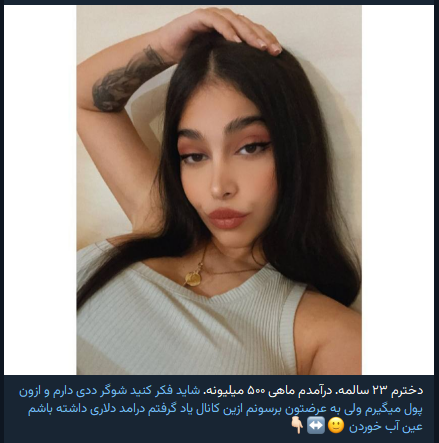 دخترم ۲۳ سالمه. درآمدم ماهی ۵۰۰ میلیونه. شاید فکر کنید شوگر ددی دارم و ازون
پول میگیرم ولی به عرضتون برسونم ازین کانال یاد گرفتم درامد دلاری داشته باشم
عین آب خوردن 🙂↔️👇🏻